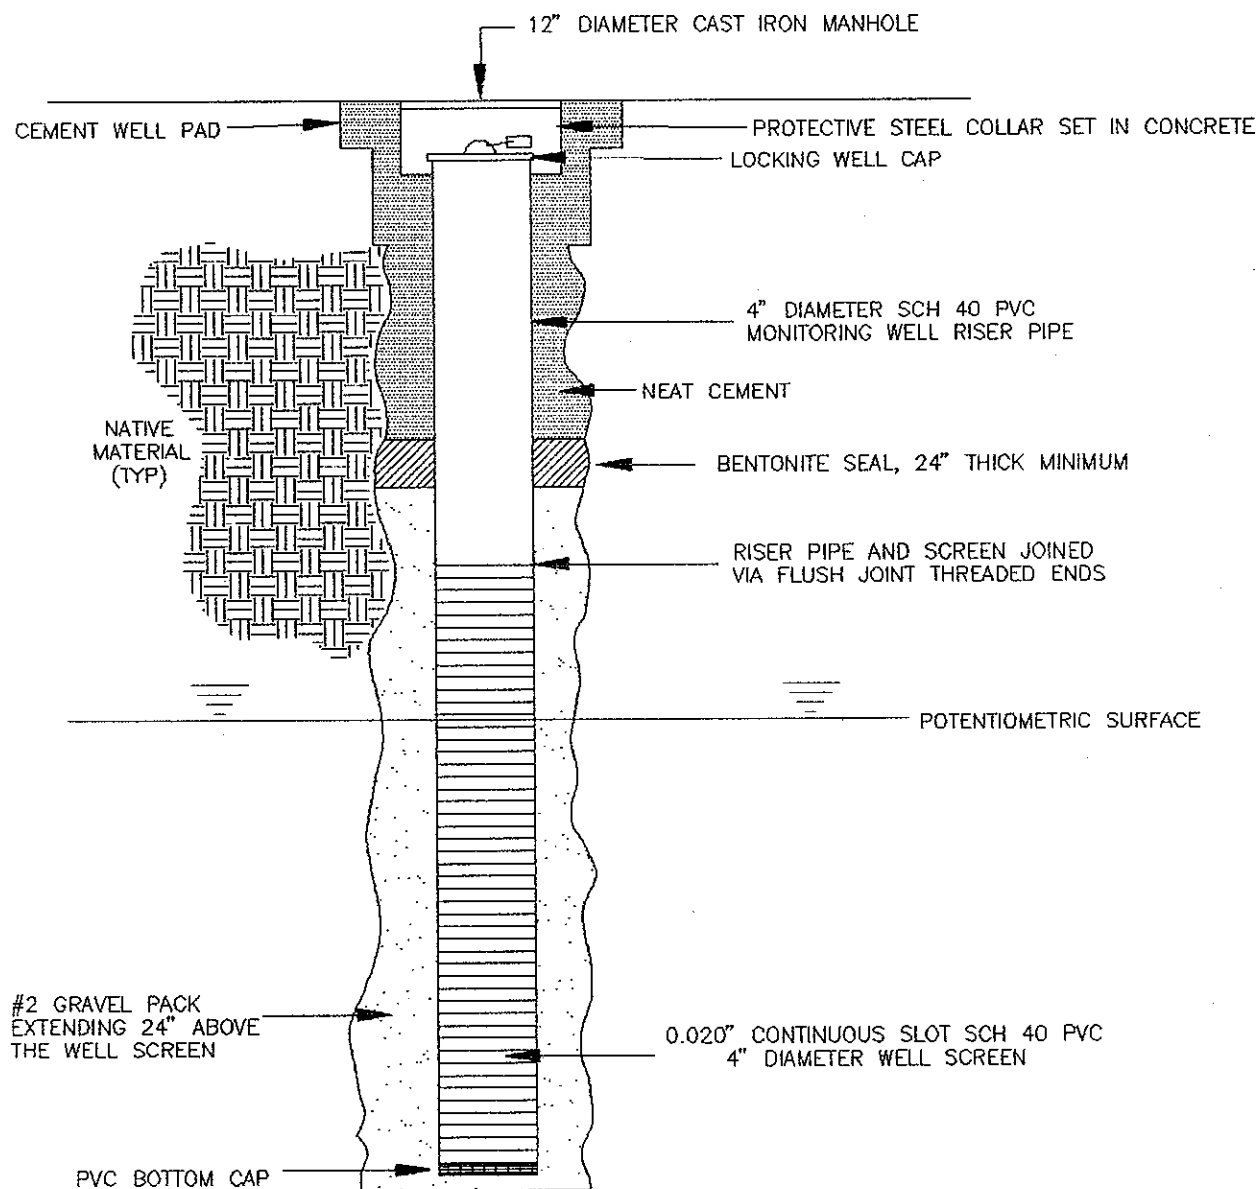 12" DIAMETER CAST IRON MANHOLE
CEMENT WELL PAD
PROTECTIVE STEEL COLLAR SET IN CONCRETE
LOCKING WELL CAP
4" DIAMETER SCH 40 PVC
MONITORING WELL RISER PIPE
NEAT CEMENT
NATIVE
MATERIAL
(TYP)
BENTONITE SEAL, 24" THICK MINIMUM
RISER PIPE AND SCREEN JOINED
VIA FLUSH JOINT THREADED ENDS
POTENTIOMETRIC SURFACE
#2 GRAVEL PACK
EXTENDING 24" ABOVE
THE WELL SCREEN
0.020" CONTINUOUS SLOT SCH 40 PVC
4" DIAMETER WELL SCREEN
PVC BOTTOM CAP